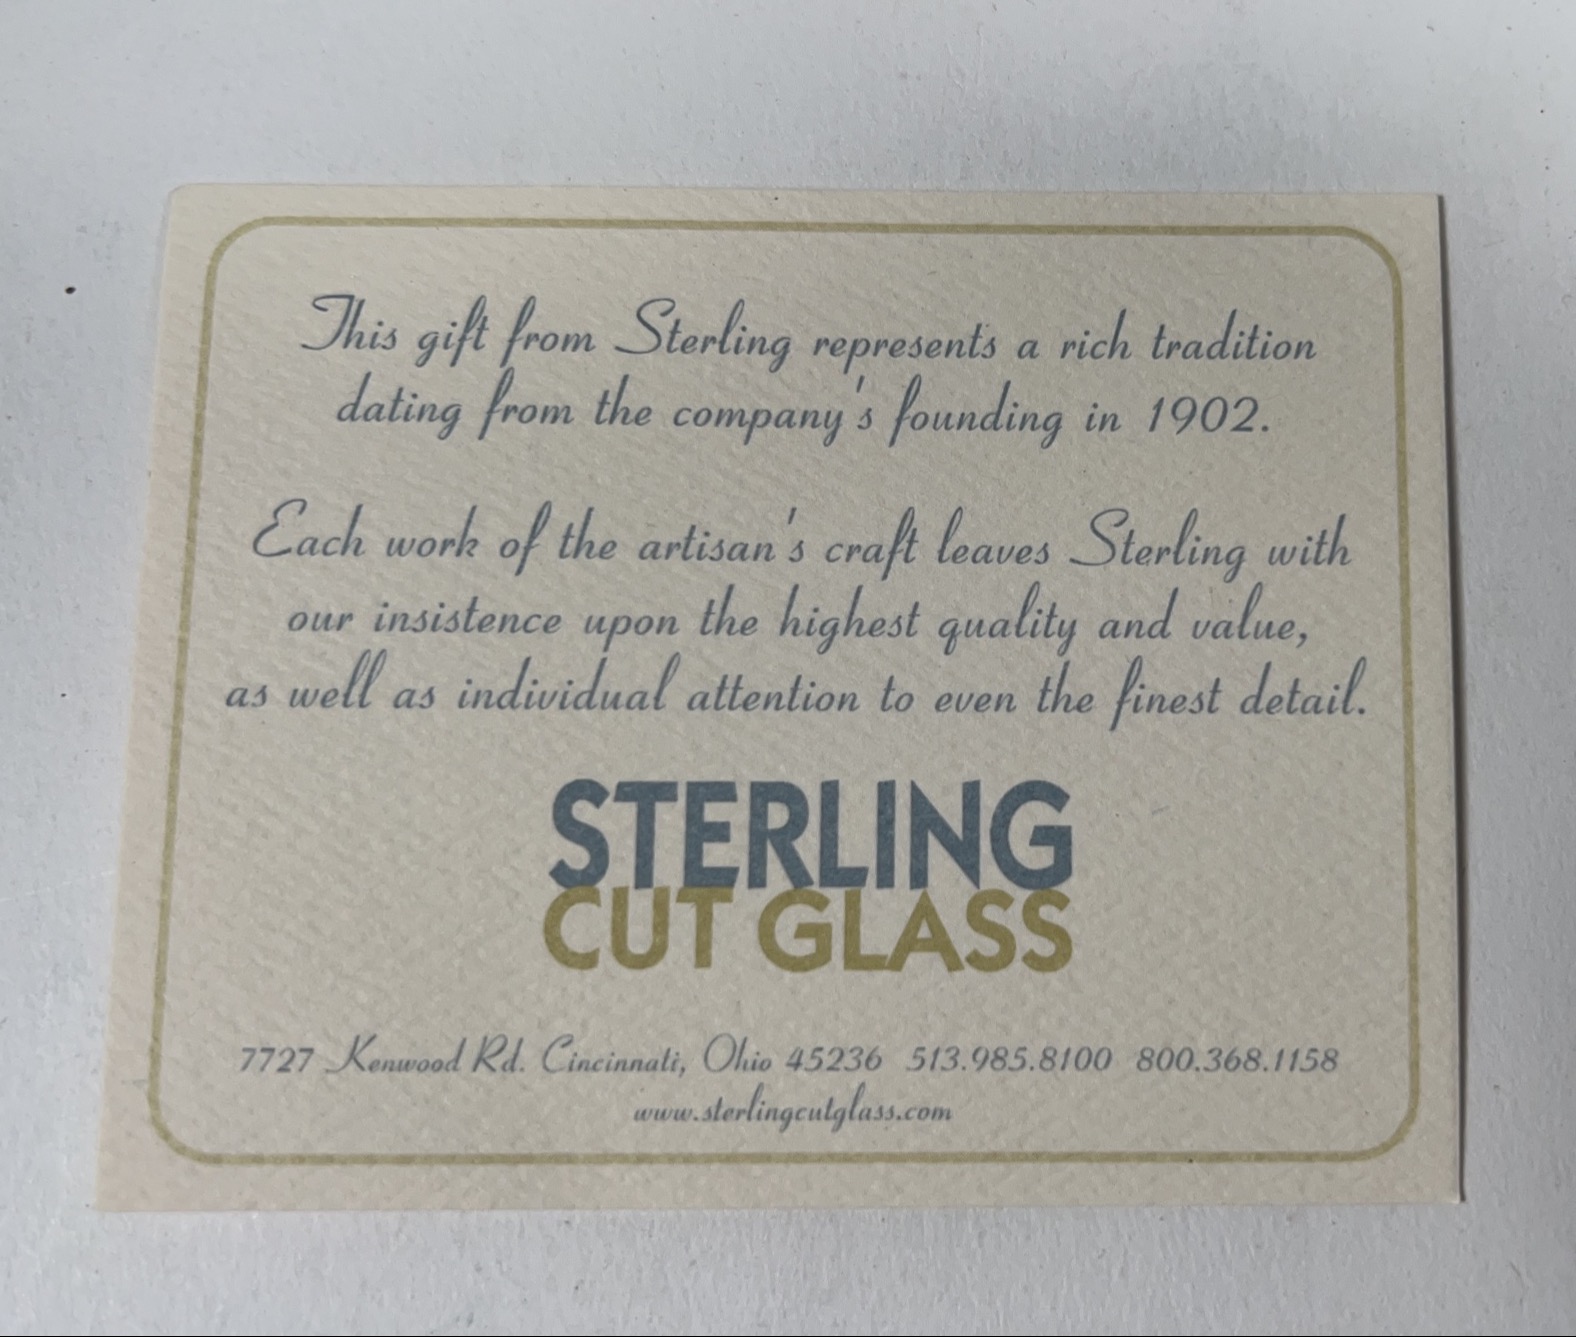 This gift from Sterling represents a rich tradition
dating from the company's founding in 1902.
Each work of the artisan's craft leaves Sterling with
our insistence upon the highest quality and value,
as well as individual attention to even the finest detail.
STERLING
CUT GLASS
7727 Kenwood Rd. Cincinnati, Ohio 45236 513.985.8100 800.368.1158
www.sterlingcutglass.com